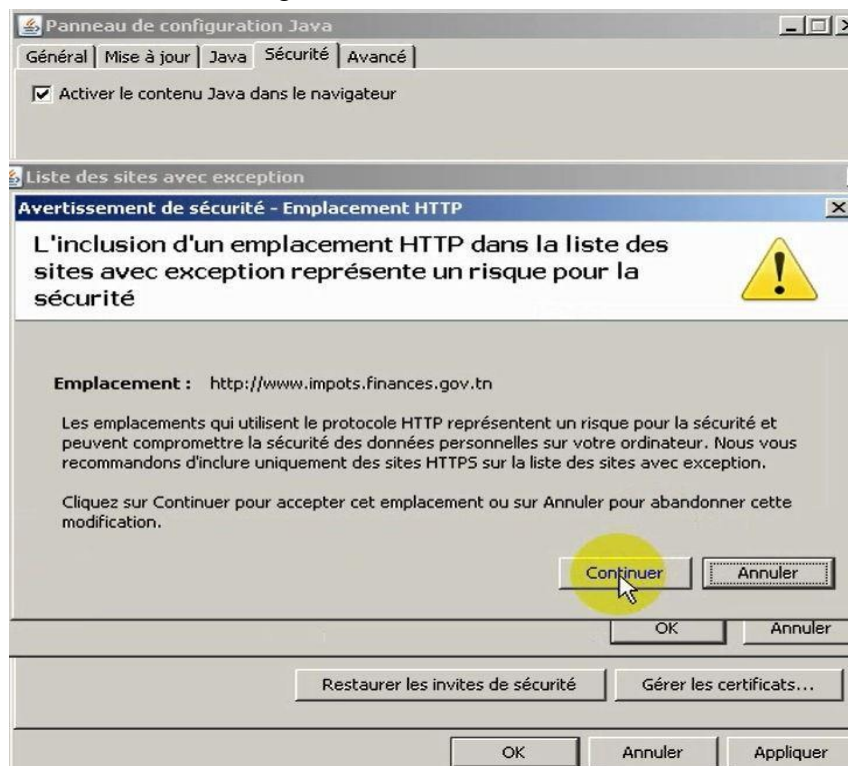 Panneau de configuration Java
Général Mise à jour Java Sécurité Avancé
Activer le contenu Java dans le navigateur
Liste des sites avec exception
Avertissement de sécurité - Emplacement HTTP
L'inclusion d'un emplacement HTTP dans la liste des
sites avec exception représente un risque pour la
sécurité
Emplacement : http://www.impots.finances.gov.tn
Les emplacements qui utilisent le protocole HTTP représentent un risque pour la sécurité et
peuvent compromettre la sécurité des données personnelles sur votre ordinateur. Nous vous
recommandons d'inclure uniquement des sites HTTPS sur la liste des sites avec exception.
Cliquez sur Continuer pour accepter cet emplacement ou sur Annuler pour abandonner cette
modification.
Continuer Annuler
OK Annuler
Restaurer les invites de sécurité Gérer les certificats...
OK Annuler Appliquer